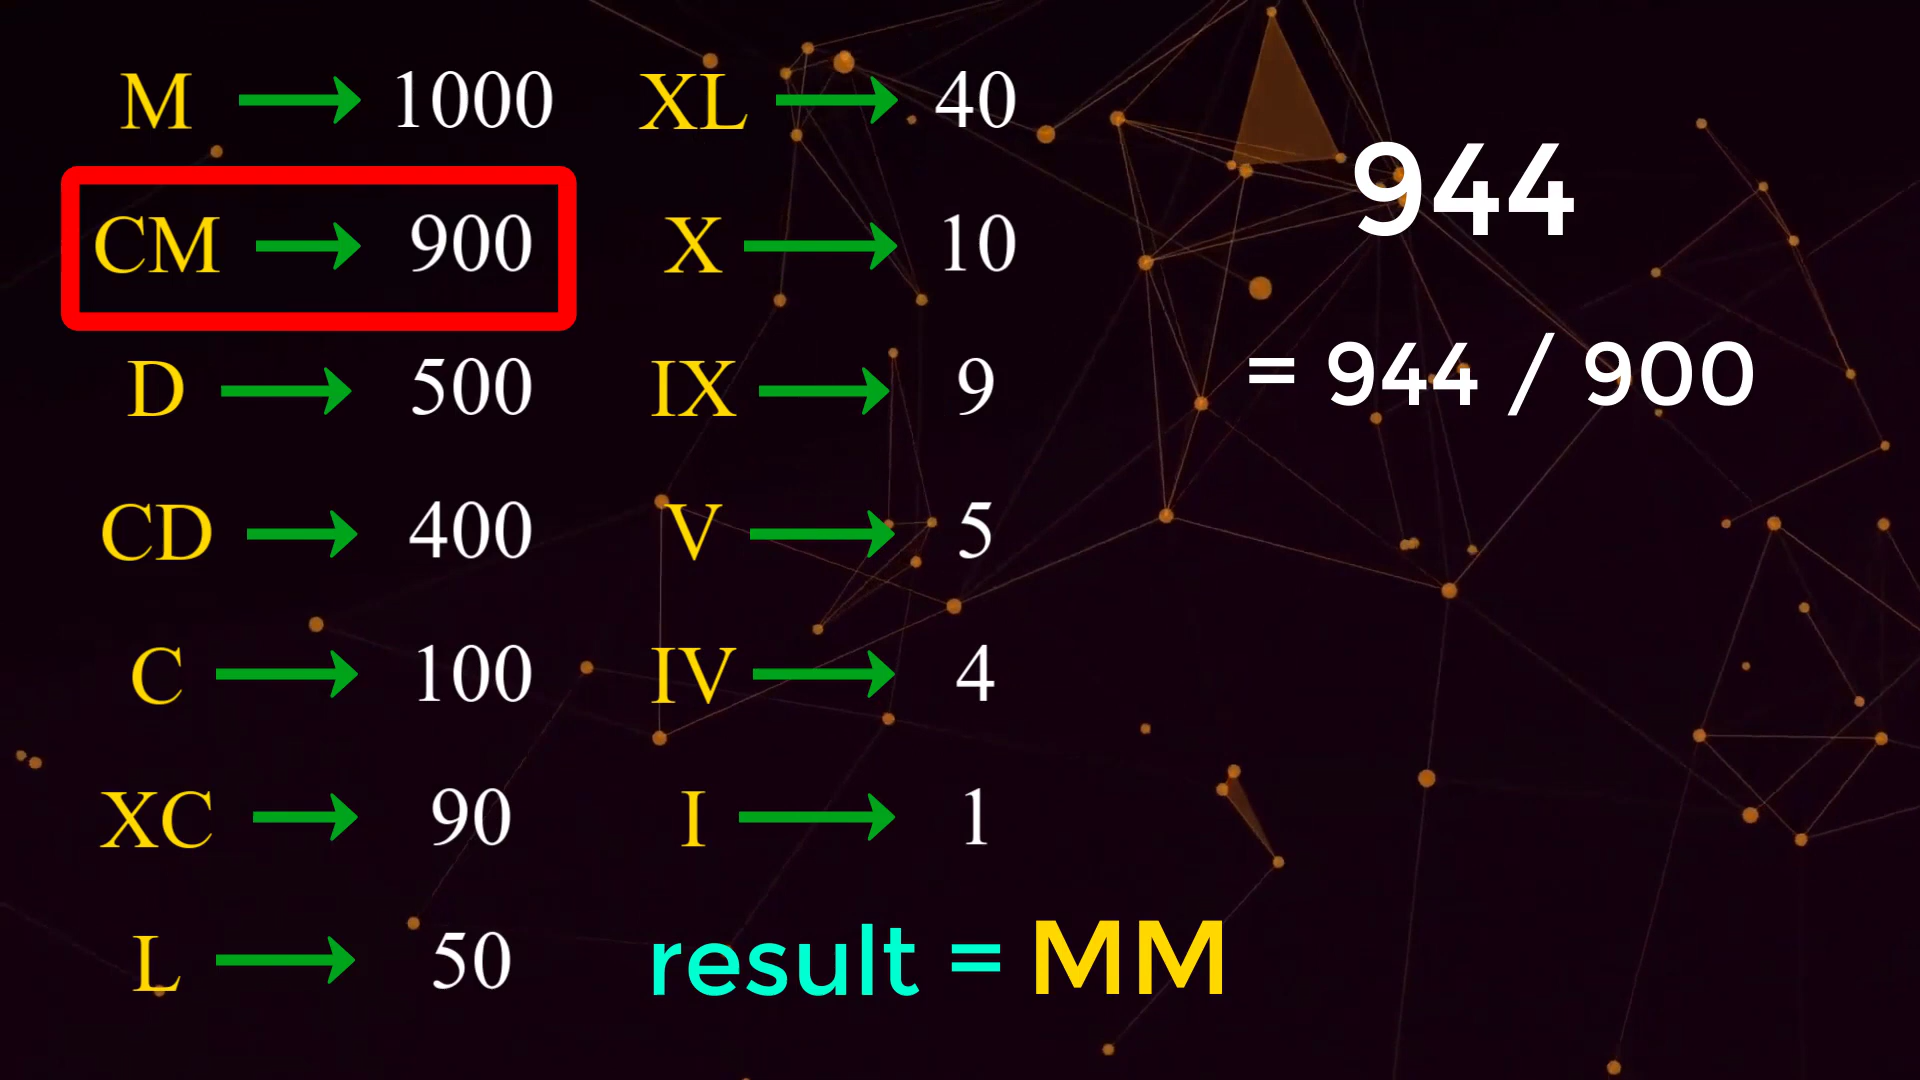 M → 1000
CM → 900
D → 500
CD → 400
C → 100
XC → 90
L → 50
XL → 40
X → 10
IX → 9
V → 5
IV → 4
I → 1
944
= 944 / 900
result = MM